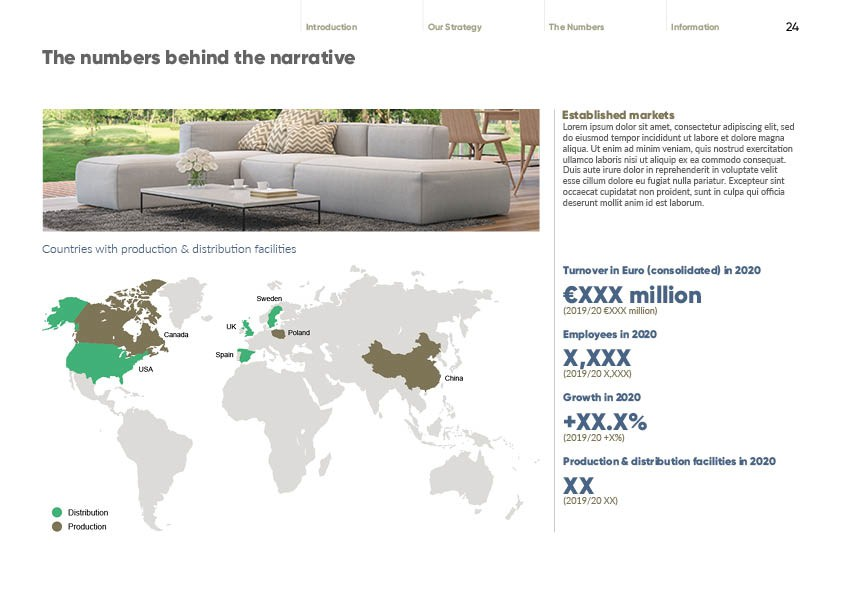 Introduction
Our Strategy
The Numbers
Information
24
The numbers behind the narrative
Countries with production & distribution facilities
Sweden
UK
Poland
Canada
Spain
USA
China
Distribution
Production
Established markets
Lorem ipsum dolor sit amet, consectetur adipiscing elit, sed
do eiusmod tempor incididunt ut labore et dolore magna
aliqua. Ut enim ad minim veniam, quis nostrud exercitation
ullamco laboris nisi ut aliquip ex ea commodo consequat.
Duis aute irure dolor in reprehenderit in voluptate velit
esse cillum dolore eu fugiat nulla pariatur. Excepteur sint
occaecat cupidatat non proident, sunt in culpa qui officia
deserunt mollit anim id est laborum.
Turnover in Euro (consolidated) in 2020
€XXX million
(2019/20 €XXX million)
Employees in 2020
X,XXX
(2019/20 X,XXX)
Growth in 2020
+XX.X%
(2019/20 +X%)
Production & distribution facilities in 2020
XX
(2019/20 XX)